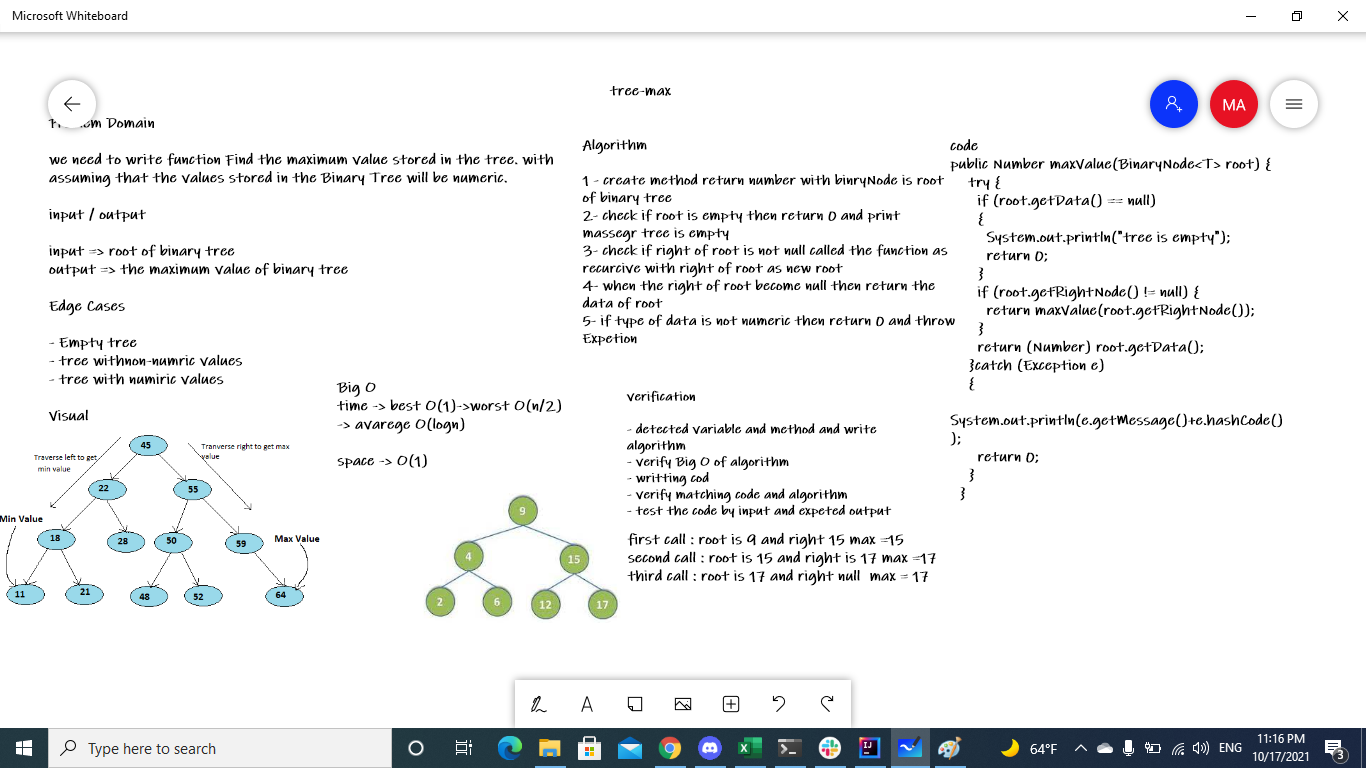 Microsoft Whiteboard
tree-max
MA
Domain
we need to write function Find the maximum value stored in the tree. with
assuming that the values stored in the Binary Tree will be numeric.
input / output
input => root of binary tree
output => the maximum value of binary tree
Edge Cases
- Empty tree
- tree withnon-numric values
- tree with numiric values
Visual
Traverse left to get
min value
Tranverse right to get max
value
45
22
55
Min Value
18
28
50
59
Max Value
11
21
48
52
64
Big O
time -> best O(1)->worst O(n/2)
-> avarege O(logn)
space -> O(1)
9
4
15
2
6
12
17
Algorithm
1 - create method return number with binryNode is root
of binary tree
2- check if root is empty then return 0 and print
massegr tree is empty
3- check if right of root is not null called the function as
recurcive with right of root as new root
4- when the right of root become null then return the
data of root
5- if type of data is not numeric then return 0 and throw
Expetion
verification
- detected variable and method and write
algorithm
- verify Big O of algorithm
- writting cod
- verify matching code and algorithm
- test the code by input and expeted output
first call : root is 9 and right 15 max =15
second call : root is 15 and right is 17 max =17
third call : root is 17 and right null max = 17
code
public Number maxValue(BinaryNode<T> root) {
try {
if (root.getData() == null)
{
System.out.println("tree is empty");
return 0;
}
if (root.getRightNode() != null) {
return maxValue(root.getRightNode());
}
return (Number) root.getData();
}catch (Exception e)
{
System.out.println(e.getMessage()+e.hashCode()
);
return 0;
}
}
A
Type here to search
64°F
ENG
11:16 PM
10/17/2021
3